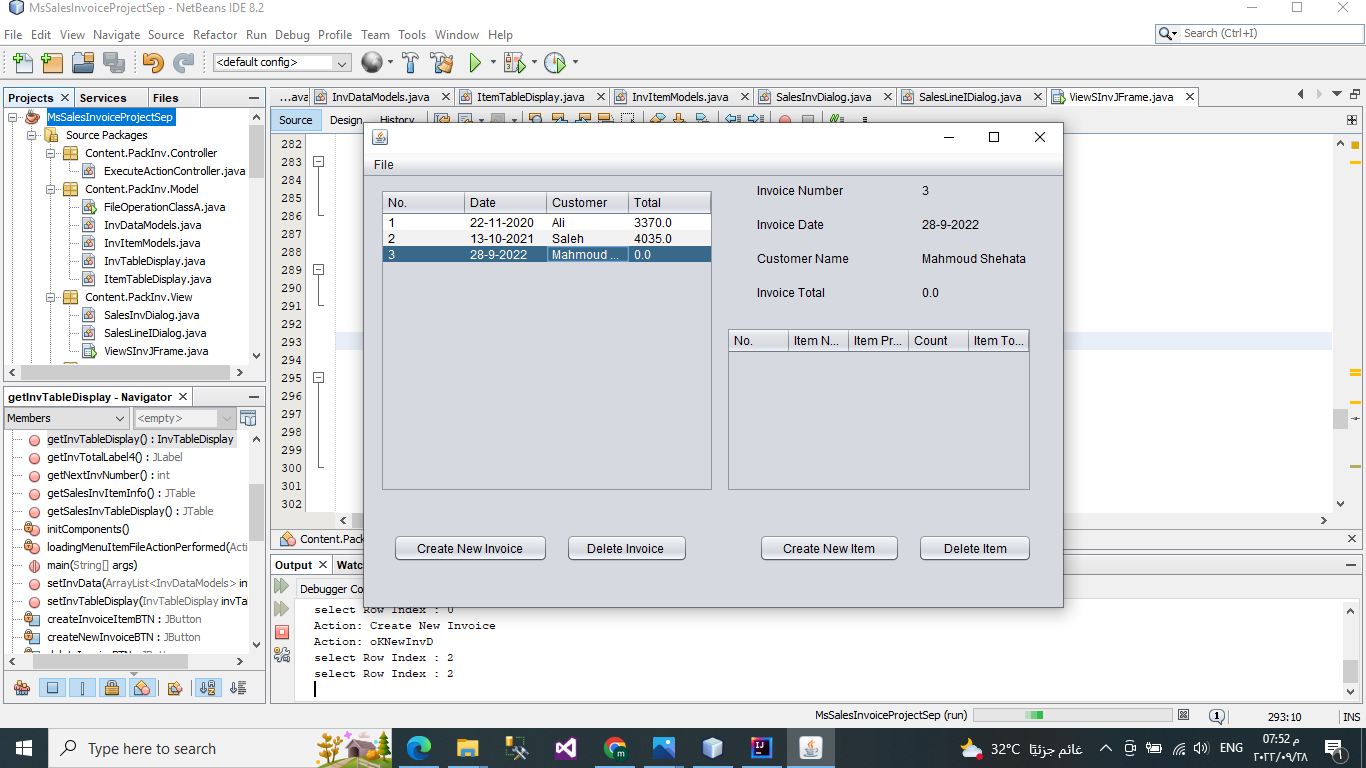 MsSalesInvoiceProjectSep - NetBeans IDE 8.2
File Edit View Navigate Source Refactor Run Debug Profile Team Tools Window Help
Search (Ctrl+I)
<default config>
Projects Services Files
MsSalesInvoiceProjectSep
Source Packages
Content.PackInv.Controller
ExecuteActionController.java
Content.PackInv.Model
FileOperationClassA.java
InvDataModels.java
InvItemModels.java
InvTableDisplay.java
ItemTableDisplay.java
Content.PackInv.View
SalesInvDialog.java
SalesLineIDialog.java
ViewSInvJFrame.java
getInvTableDisplay - Navigator
Members <empty>
getInvTableDisplay() : InvTableDisplay
getInvTotalLabel4() : JLabel
getNextInvNumber() : int
getSalesInvItemInfo() : JTable
getSalesInvTableDisplay() : JTable
initComponents()
loadingMenuItemFileActionPerformed(Acti
main(String[] args)
setInvData(ArrayList<InvDataModels> in
setInvTableDisplay(InvTableDisplay invTa
createInvoiceItemBTN : JButton
createNewInvoiceBTN : JButton
...ava InvDataModels.java ItemTableDisplay.java InvItemModels.java SalesInvDialog.java SalesLineIDialog.java ViewSInvJFrame.java
Source Design History
282
283
284
285
286
287
288
289
290
291
292
293
294
295
296
297
298
299
300
301
302
File
No. Date Customer Total
1 22-11-2020 Ali 3370.0
2 13-10-2021 Saleh 4035.0
3 28-9-2022 Mahmoud ... 0.0
Invoice Number 3
Invoice Date 28-9-2022
Customer Name Mahmoud Shehata
Invoice Total 0.0
No. Item N... Item Pr... Count Item To...
Create New Invoice Delete Invoice Create New Item Delete Item
Content.Pack
Output Watc
Debugger Co
select Row Index : 0
Action: Create New Invoice
Action: oKNewInvD
select Row Index : 2
select Row Index : 2
MsSalesInvoiceProjectSep (run) 1 293:10 INS
Type here to search
32°C غائم جزئيًا ENG
07:52 م
٢٠٢٢/٠٩/٢٨
1